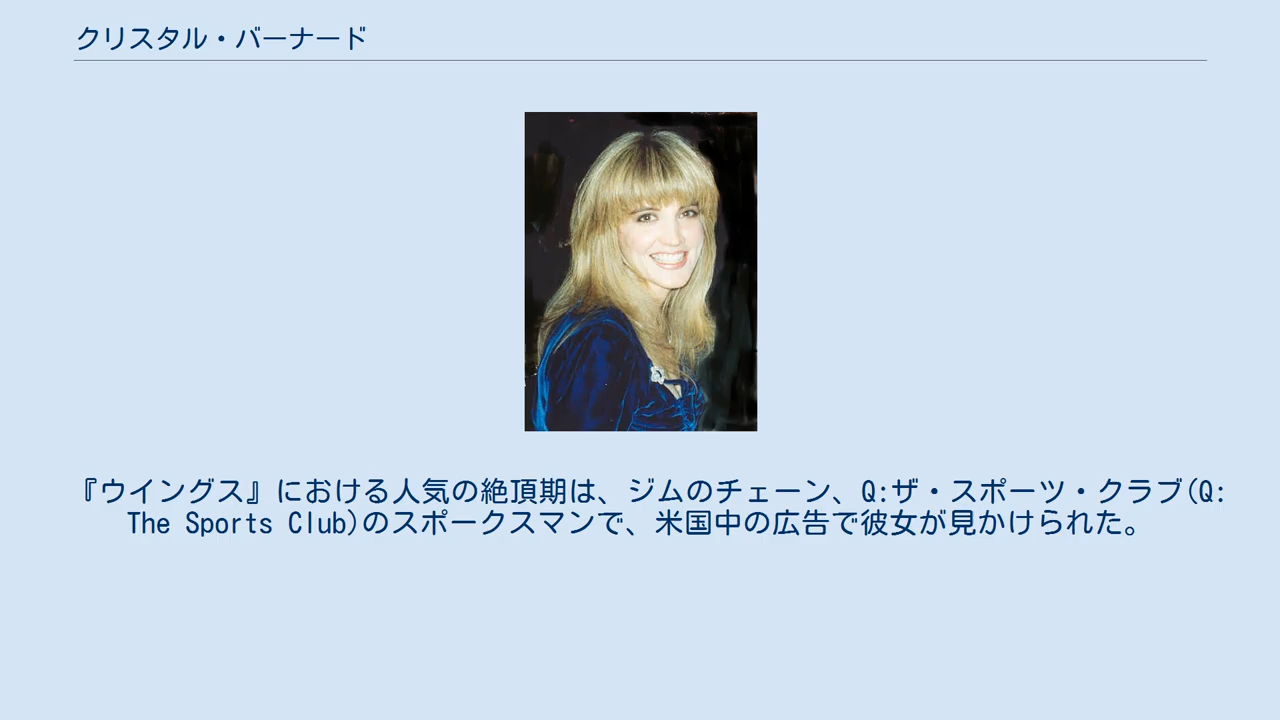 クリスタル・バーナード
『ウイングス』における人気の絶頂期は、ジムのチェーン、Q:ザ・スポーツ・クラブ(Q:
The Sports Club)のスポークスマンで、米国中の広告で彼女が見かけられた。